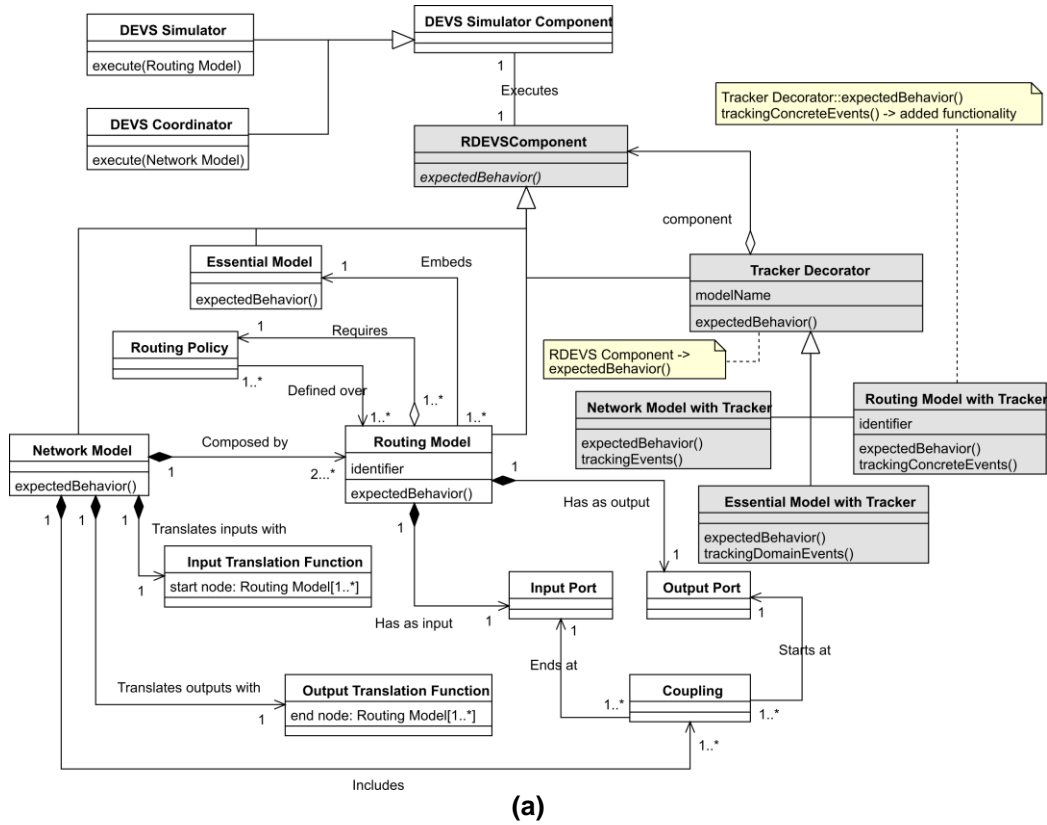 DEVS Simulator
execute(Routing Model)
DEVS Simulator Component
1
Executes
1
DEVS Coordinator
execute(Network Model)
Tracker Decorator::expectedBehavior()
trackingConcreteEvents() -> added functionality
RDEVSComponent
expectedBehavior()
component
Essential Model
expectedBehavior()
1
Embeds
1..*
Tracker Decorator
modelName
expectedBehavior()
Routing Policy
1
Requires
1..*
1..*
Defined over
1..*
RDEVS Component ->
expectedBehavior()
Network Model with Tracker
expectedBehavior()
trackingEvents()
Routing Model with Tracker
identifier
expectedBehavior()
trackingConcreteEvents()
Network Model
expectedBehavior()
1
Composed by
2...*
Routing Model
identifier
expectedBehavior()
1
Has as output
1
Essential Model with Tracker
expectedBehavior()
trackingDomainEvents()
1
1
1
Translates inputs with
1
Input Translation Function
start node: Routing Model[1..*]
1
Has as input
1
Input Port
1
Output Port
1
Ends at
Starts at
Translates outputs with
1
Output Translation Function
end node: Routing Model[1..*]
Coupling
1..*
1..*
1..*
Includes
(a)